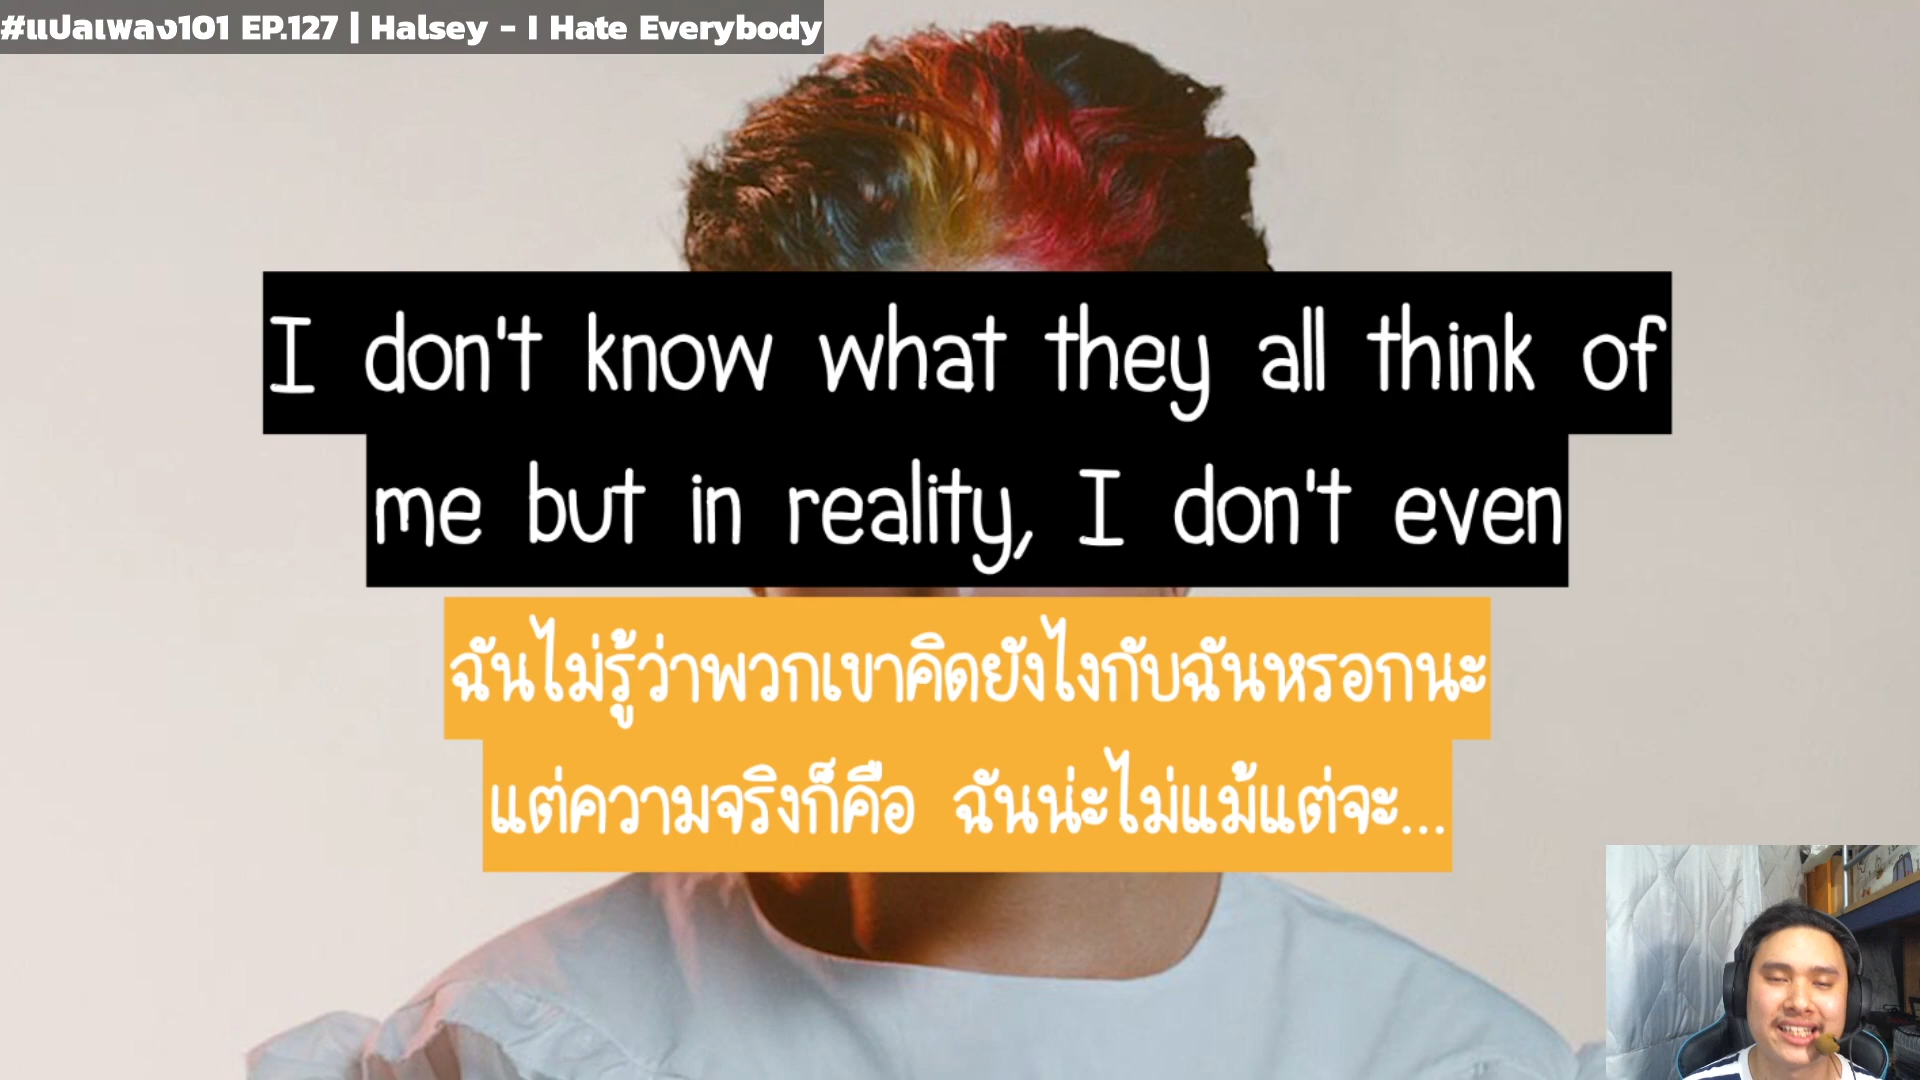 #แปลเพลง101 EP.127 | Halsey - I Hate Everybody
I don't know what they all think of
me but in reality, I don't even
ฉันไม่รู้ว่าพวกเขาคิดยังไงกับฉันหรอกนะ
แต่ความจริงก็คือ ฉันน่ะไม่แม้แต่จะ...